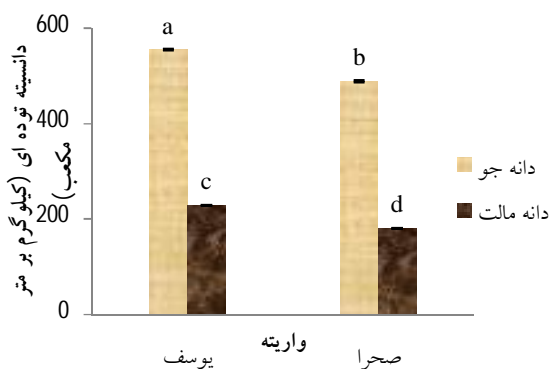 دانسیته توده ای (کیلوگرم بر متر
مکعب)
600
400
200
0
a
b
c
d
دانه جو
دانه مالت
یوسف
صحرا
واریته